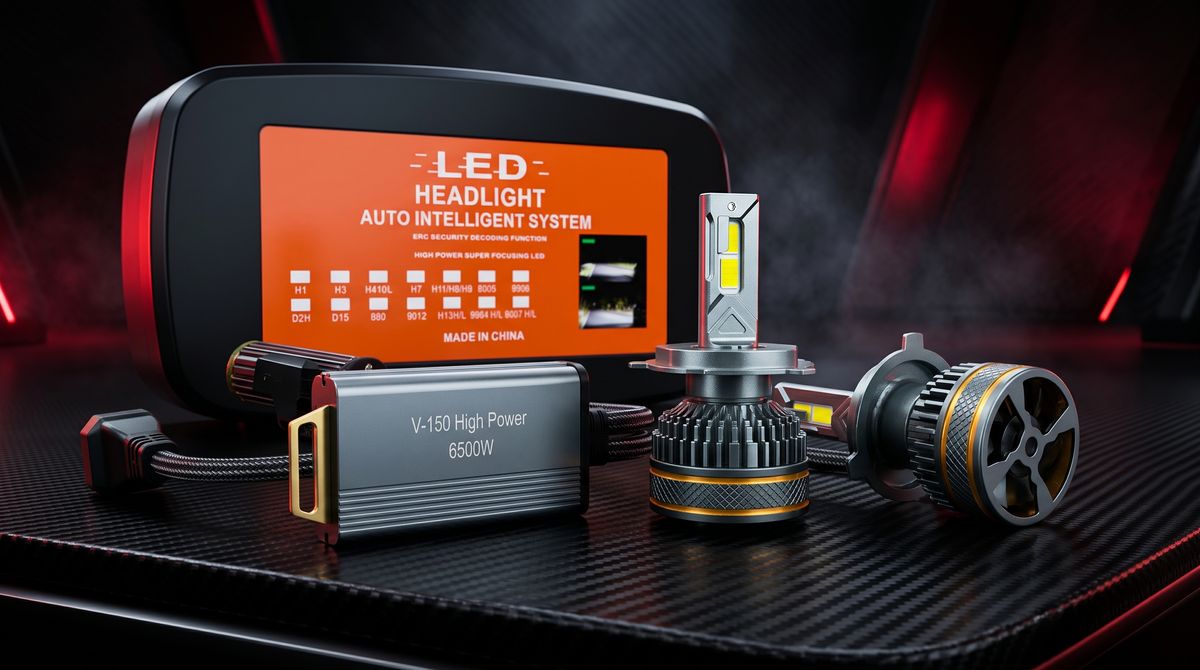 LED
HEADLIGHT
AUTO INTELLIGENT SYSTEM
ERC SECURITY DECODING FUNCTION
HIGH POWER SUPER FOCUSING LED
H1 H3 H410L H7 H11/H8/H9 8005 9906
D2H D15 880 9012 H13H/L 9964 H/L 9007 H/L
MADE IN CHINA
V-150 High Power
6500W